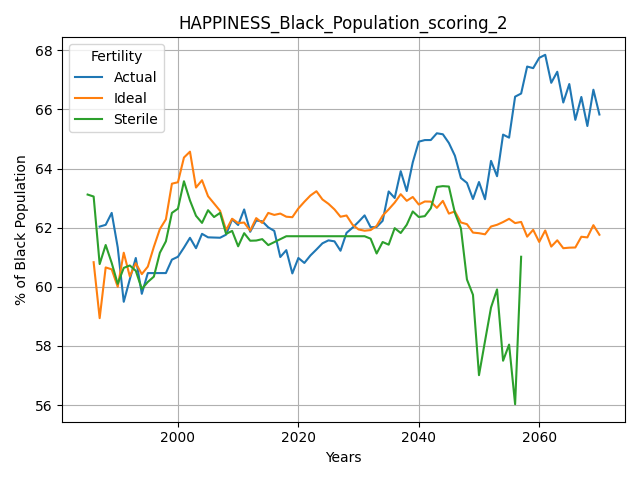 HAPPINESS_Black_Population_scoring_2
Fertility
Actual
Ideal
Sterile
% of Black Population
68
66
64
62
60
58
56
2000
2020
2040
2060
Years